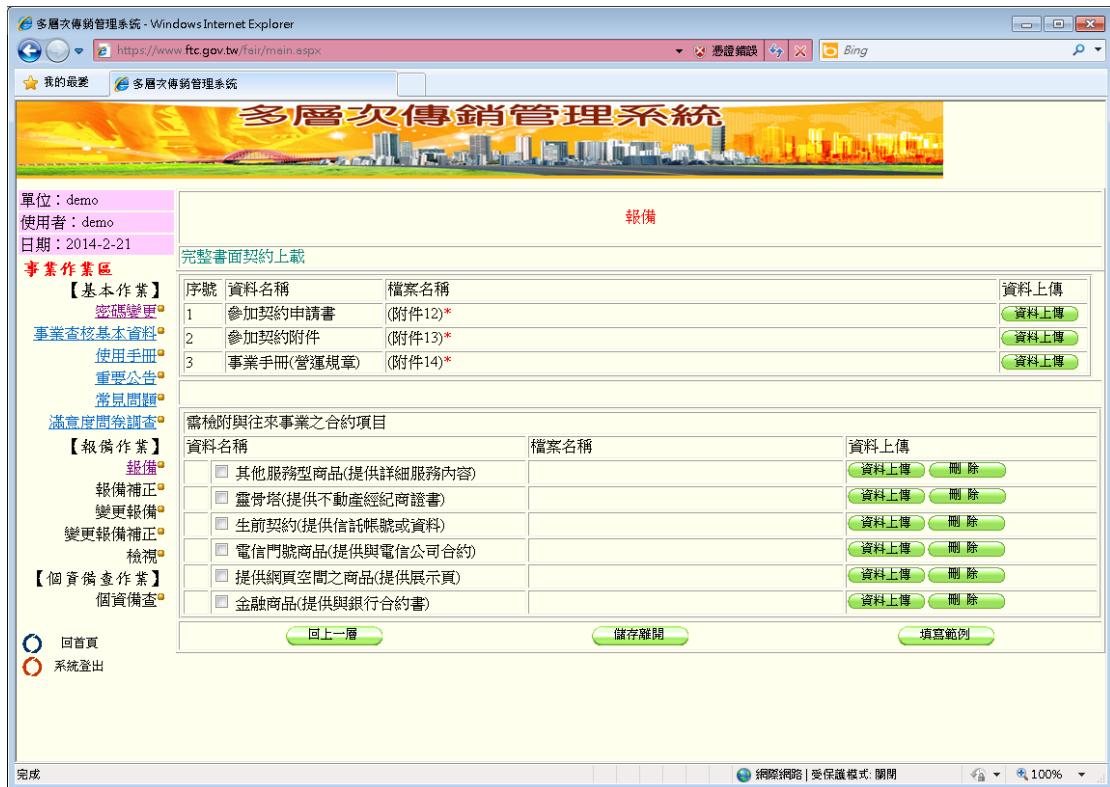 多層次傳銷管理系統 - Windows Internet Explorer
https://www.ftc.gov.tw/fair/main.aspx
憑證錯誤
Bing
我的最愛
多層次傳銷管理系統
多層次傳銷管理系統
單位：demo
使用者：demo
日期：2014-2-21
事業作業區
【基本作業】
密碼變更
事業查核基本資料
使用手冊
重要公告
常見問題
滿意度問券調查
【報備作業】
報備
報備補正
變更報備
變更報備補正
檢視
【個資備查作業】
個資備查
回首頁
系統登出
報備
完整書面契約上載
序號 資料名稱 檔案名稱 資料上傳
1 參加契約申請書 (附件12)* 資料上傳
2 參加契約附件 (附件13)* 資料上傳
3 事業手冊(營運規章) (附件14)* 資料上傳
需檢附與往來事業之合約項目
資料名稱 檔案名稱 資料上傳
其他服務型商品(提供詳細服務內容) 資料上傳 刪 除
靈骨塔(提供不動產經紀商證書) 資料上傳 刪 除
生前契約(提供信託帳號或資料) 資料上傳 刪 除
電信門號商品(提供與電信公司合約) 資料上傳 刪 除
提供網頁空間之商品(提供展示頁) 資料上傳 刪 除
金融商品(提供與銀行合約書) 資料上傳 刪 除
回上一層 儲存離開 填寫範例
完成
網際網路 | 受保護模式: 關閉
100%